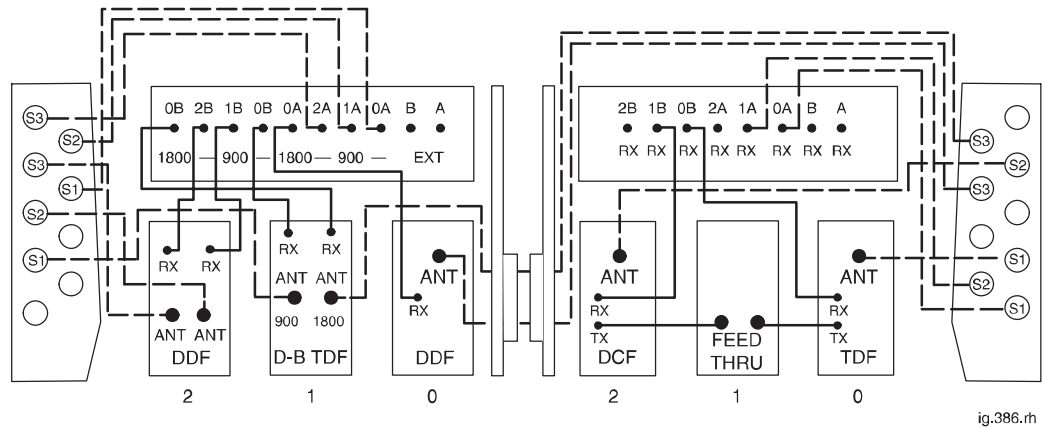 0B 2B 1B 0B 0A 2A 1A 0A B A
1800 — 900 — 1800 — 900 — EXT
2B 1B 0B 2A 1A 0A B A
RX RX RX RX RX RX RX RX
S3
S2
S3
S1
S2
S1
RX RX
ANT ANT
DDF
2
RX RX
ANT ANT
900 1800
D-B TDF
1
ANT
RX
DDF
0
ANT
RX
TX
DCF
2
FEED
THRU
1
ANT
RX
TX
TDF
0
S3
S2
S3
S1
S2
S1
ig.386.rh